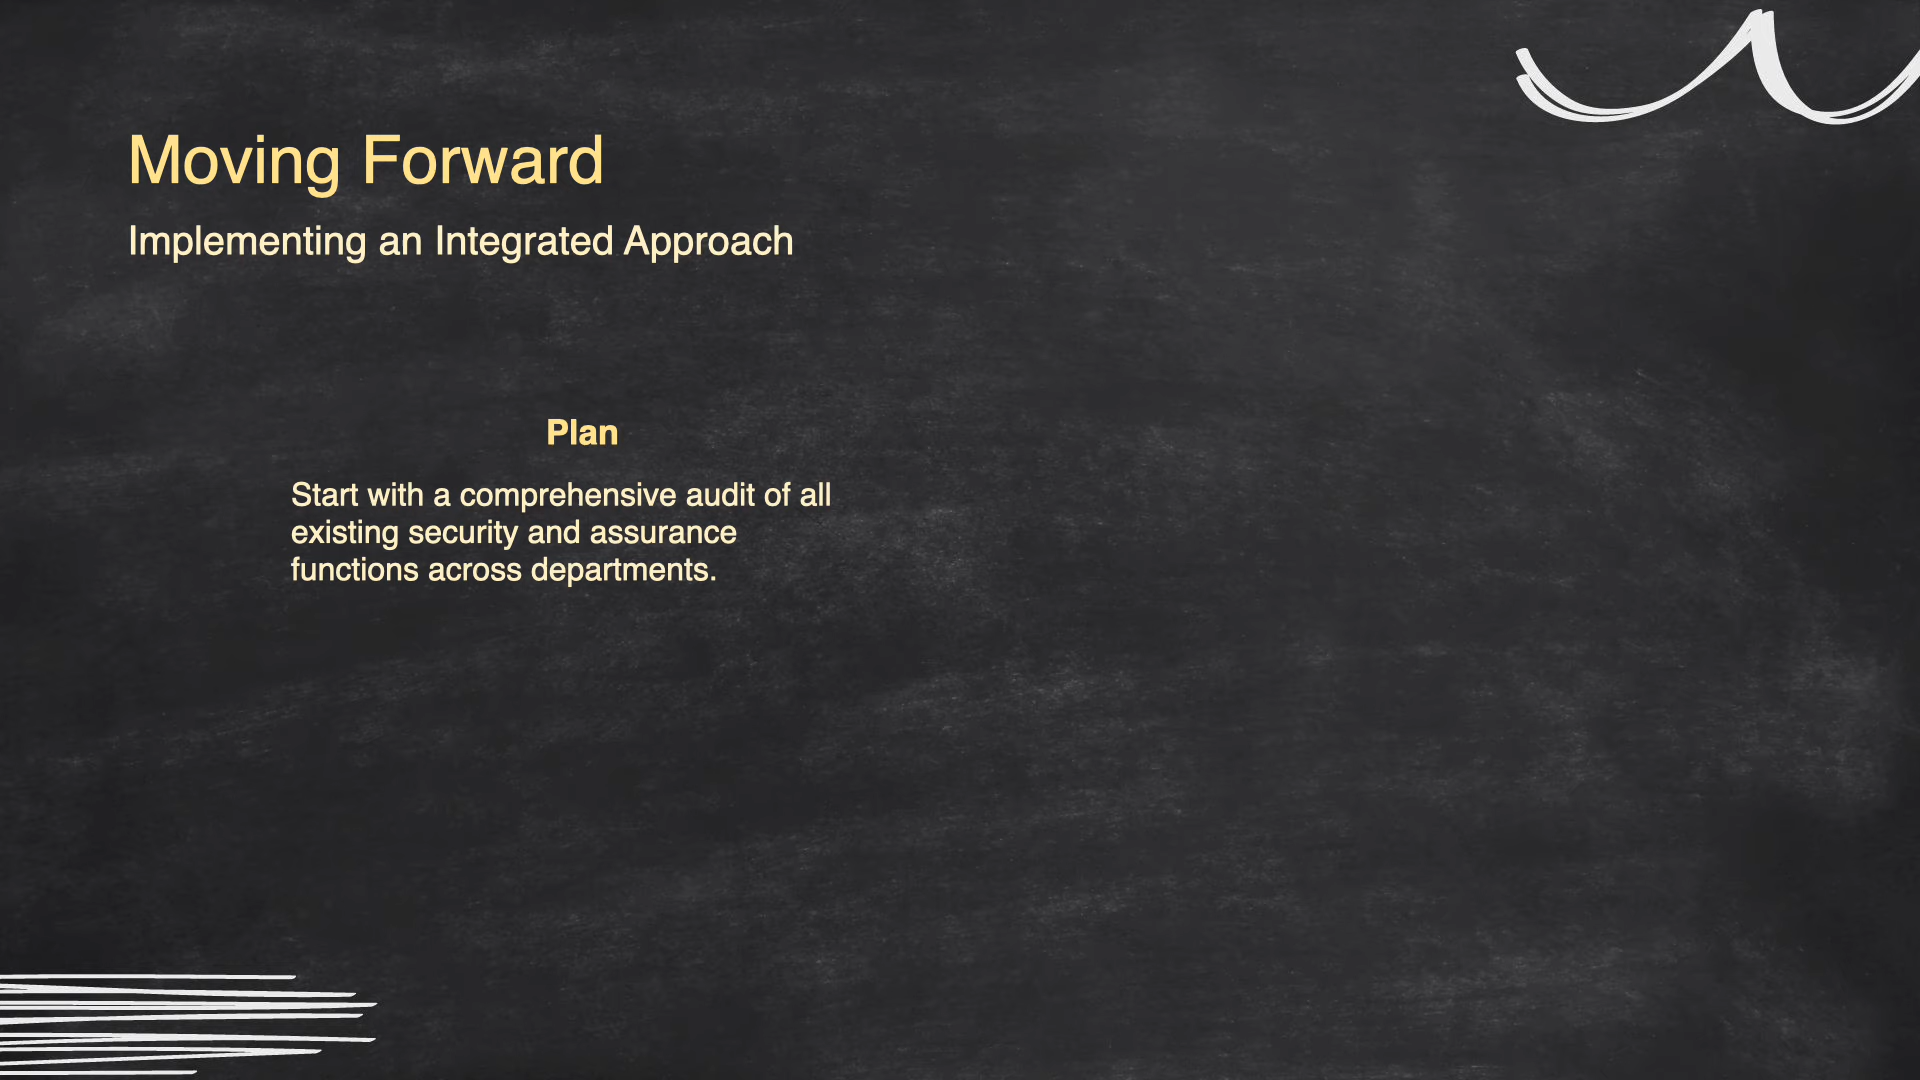 Moving Forward
Implementing an Integrated Approach
Plan
Start with a comprehensive audit of all
existing security and assurance
functions across departments.